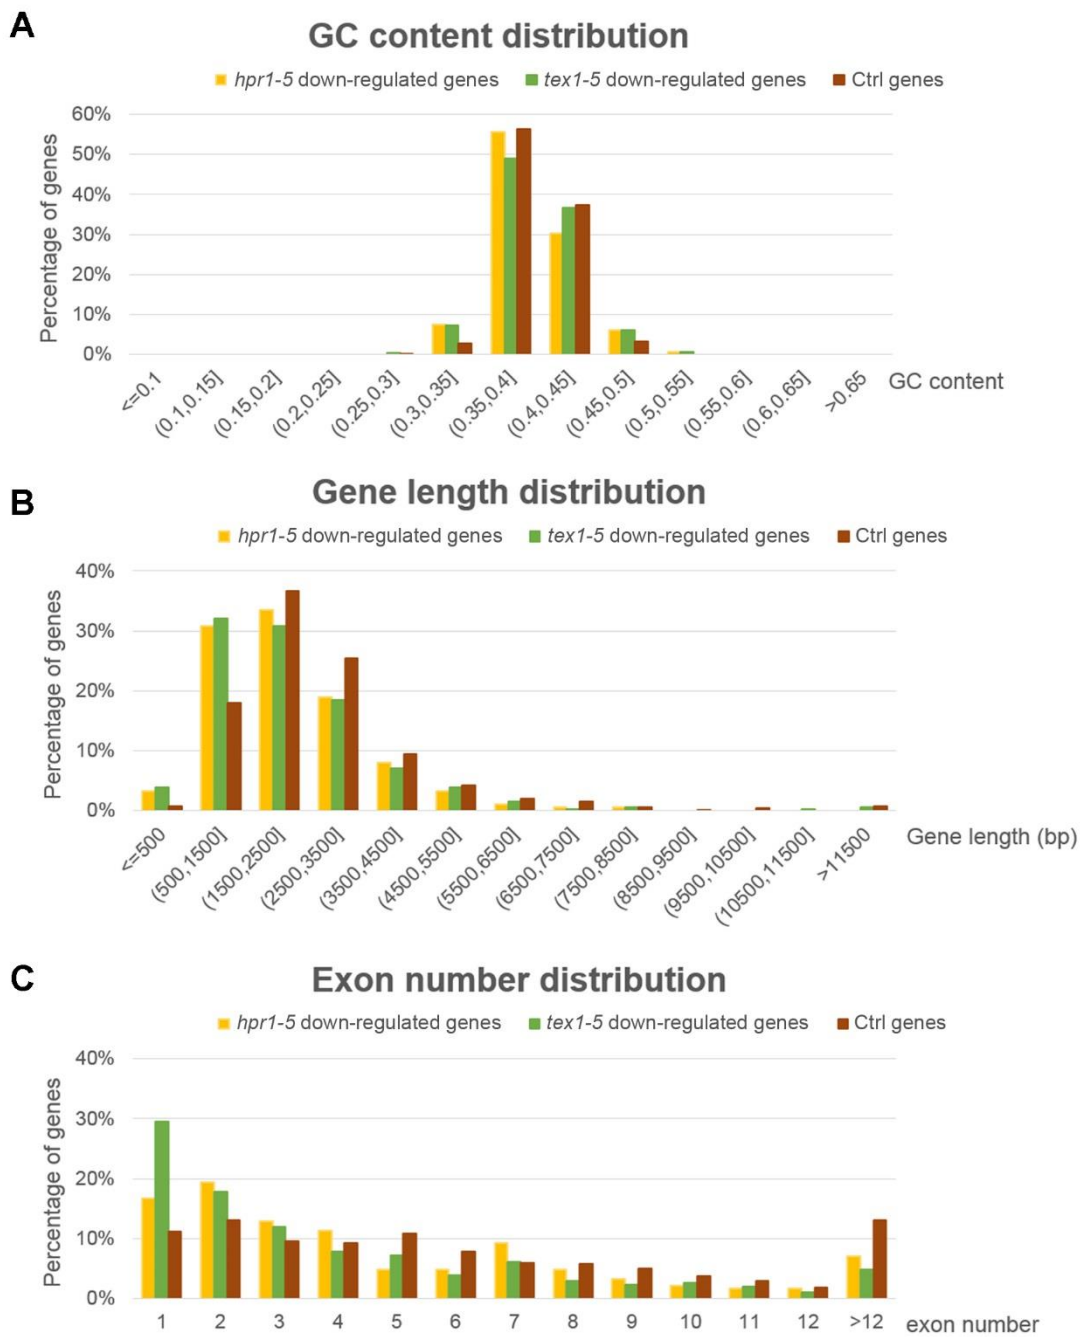 A
GC content distribution
hpr1-5 down-regulated genes tex1-5 down-regulated genes Ctrl genes
Percentage of genes
60%
50%
40%
30%
20%
10%
0%
<=0.1 (0.1,0.15] (0.15,0.2] (0.2,0.25] (0.25,0.3] (0.3,0.35] (0.35,0.4] (0.4,0.45] (0.45,0.5] (0.5,0.55] (0.55,0.6] (0.6,0.65] >0.65 GC content
B
Gene length distribution
hpr1-5 down-regulated genes tex1-5 down-regulated genes Ctrl genes
Percentage of genes
40%
30%
20%
10%
0%
<=500 (500,1500] (1500,2500] (2500,3500] (3500,4500] (4500,5500] (5500,6500] (6500,7500] (7500,8500] (8500,9500] (9500,10500] (10500,11500] >11500 Gene length (bp)
C
Exon number distribution
hpr1-5 down-regulated genes tex1-5 down-regulated genes Ctrl genes
Percentage of genes
40%
30%
20%
10%
0%
1 2 3 4 5 6 7 8 9 10 11 12 >12 exon number